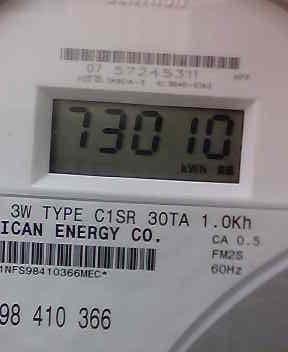 07 57245311
73010
kWH
3W TYPE C1SR 30TA 1.0Kh
ICAN ENERGY CO.
CA 0.5
FM2S
1NFS98410366MEC*
60Hz
98 410 366